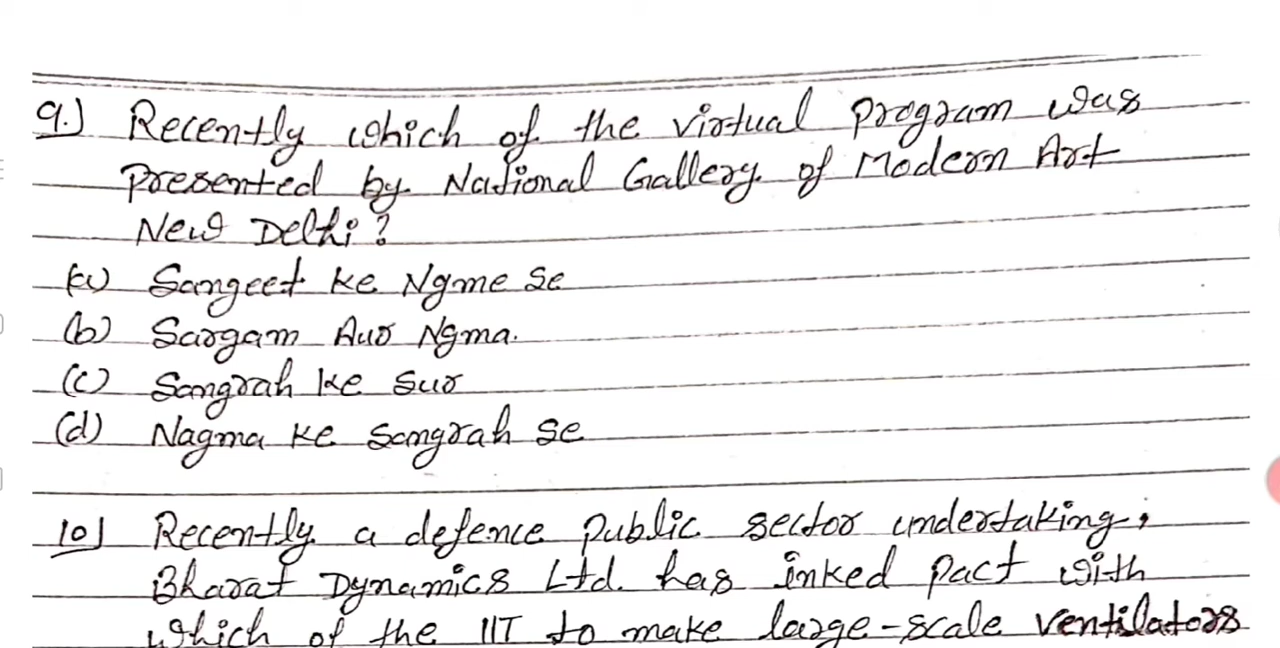 9.) Recently which of the virtual program was
Presented by National Gallery of Modern Art
New Delhi?
(a) Sangeet ke Ngme Se
(b) Sargam Aur Ngma.
(c) Sangrah ke Sur
(d) Nagma ke Sangrah Se
10) Recently a defence Public sector undertaking,
Bharat Dynamics Ltd. has inked pact with
which of the IIT to make large-scale ventilators